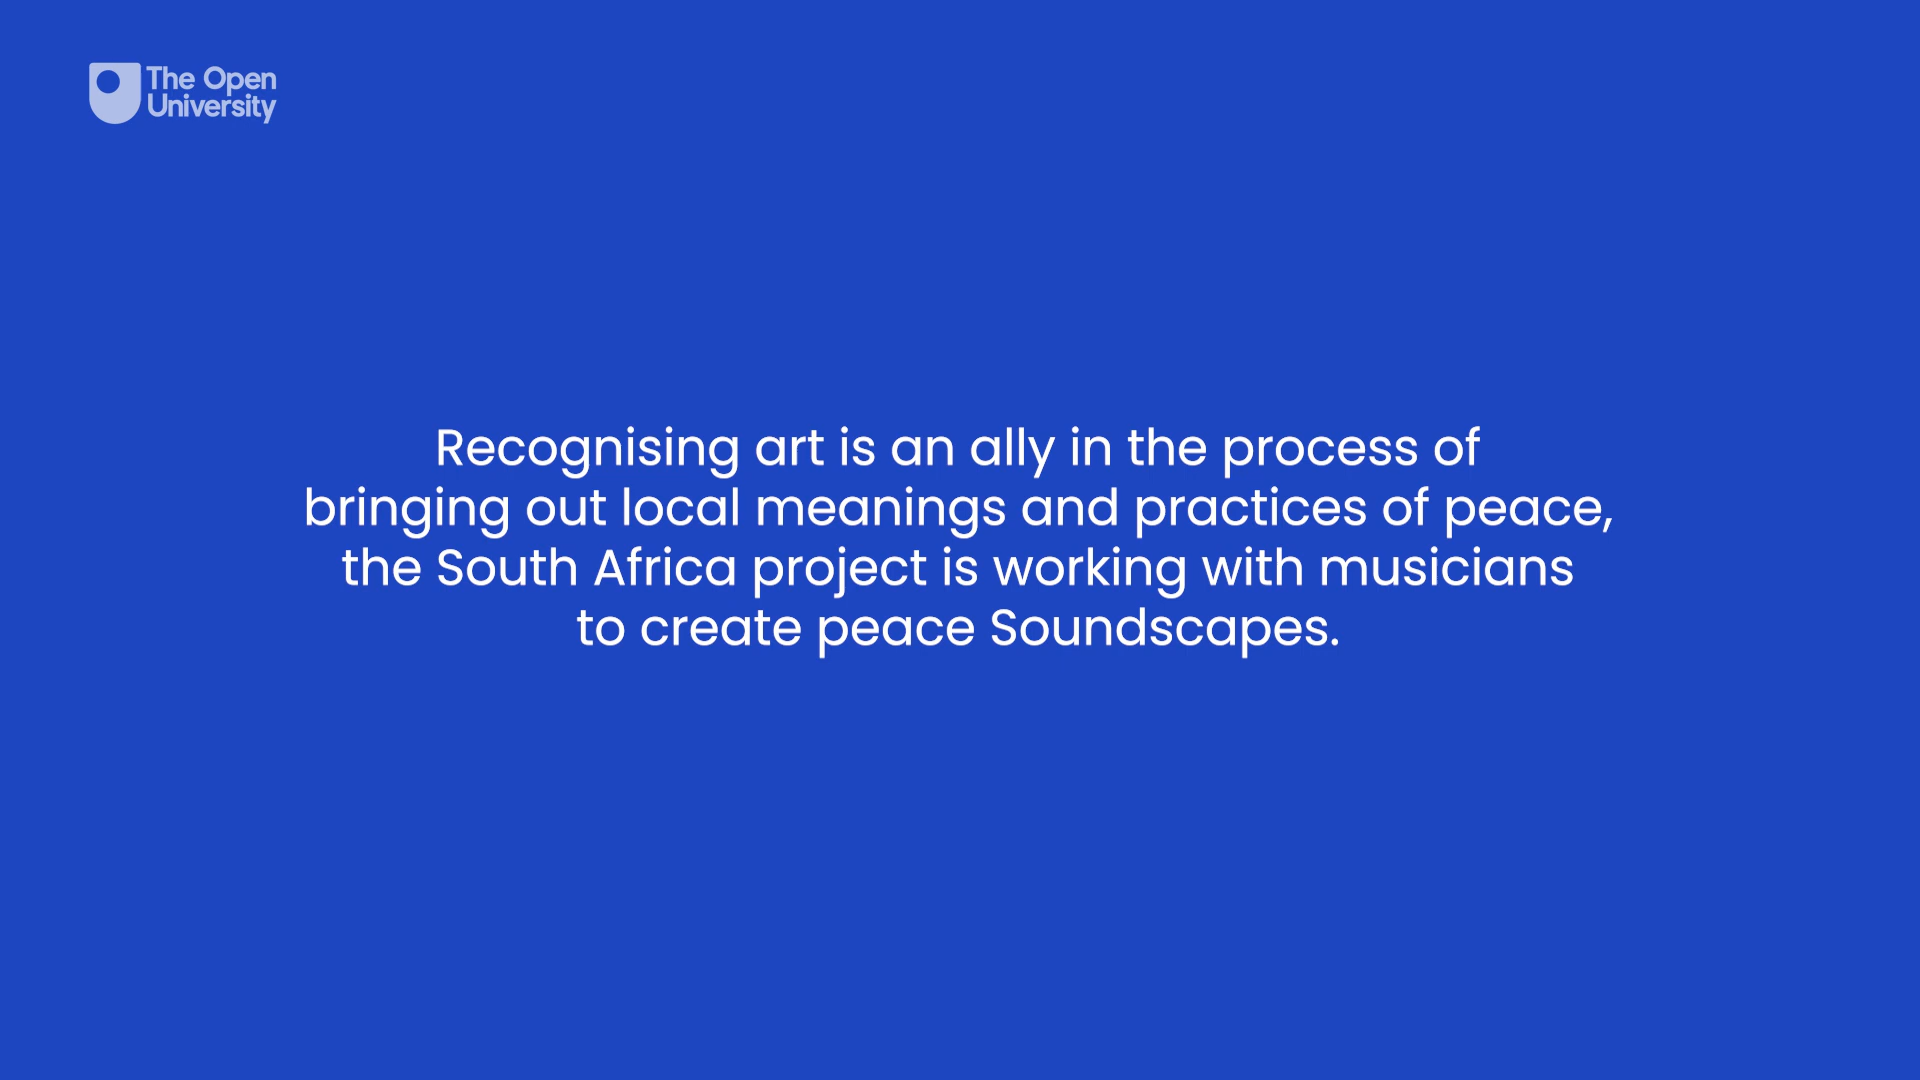 The Open
University
Recognising art is an ally in the process of
bringing out local meanings and practices of peace,
the South Africa project is working with musicians
to create peace Soundscapes.